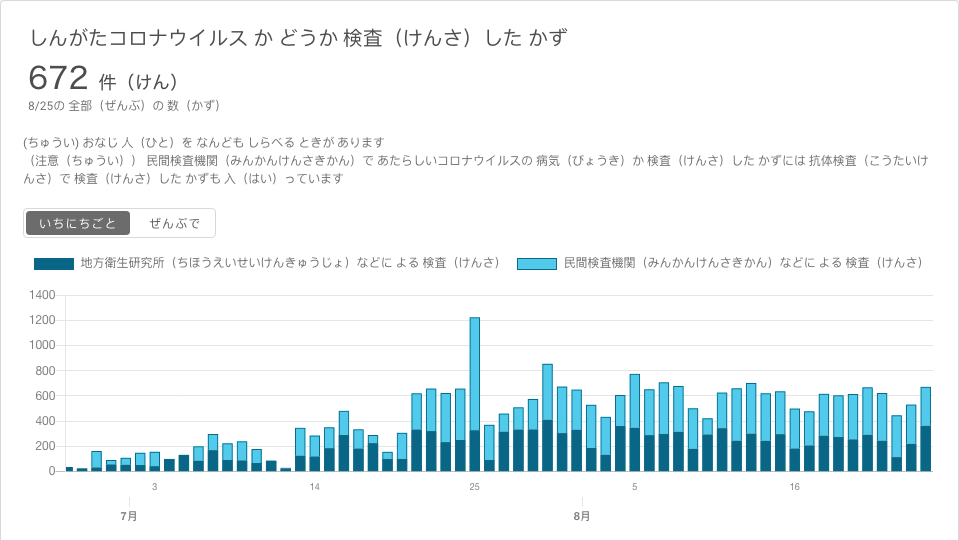 しんがたコロナウイルス か どうか 検査（けんさ）した かず
672 件（けん）
8/25の 全部（ぜんぶ）の 数（かず）
(ちゅうい) おなじ 人（ひと）を なんども しらべる ときが あります
（注意（ちゅうい）） 民間検査機関（みんかんけんさきかん）で あたらしいコロナウイルスの 病気（びょうき）か 検査（けんさ）した かずには 抗体検査（こうたいけ
んさ）で 検査（けんさ）した かずも 入（はい）っています
いちにちごと ぜんぶで
地方衛生研究所（ちほうえいせいけんきゅうじょ）などに よる 検査（けんさ） 民間検査機関（みんかんけんさきかん）などに よる 検査（けんさ）
1400
1200
1000
800
600
400
200
0
3 14 25 5 16
7月 8月